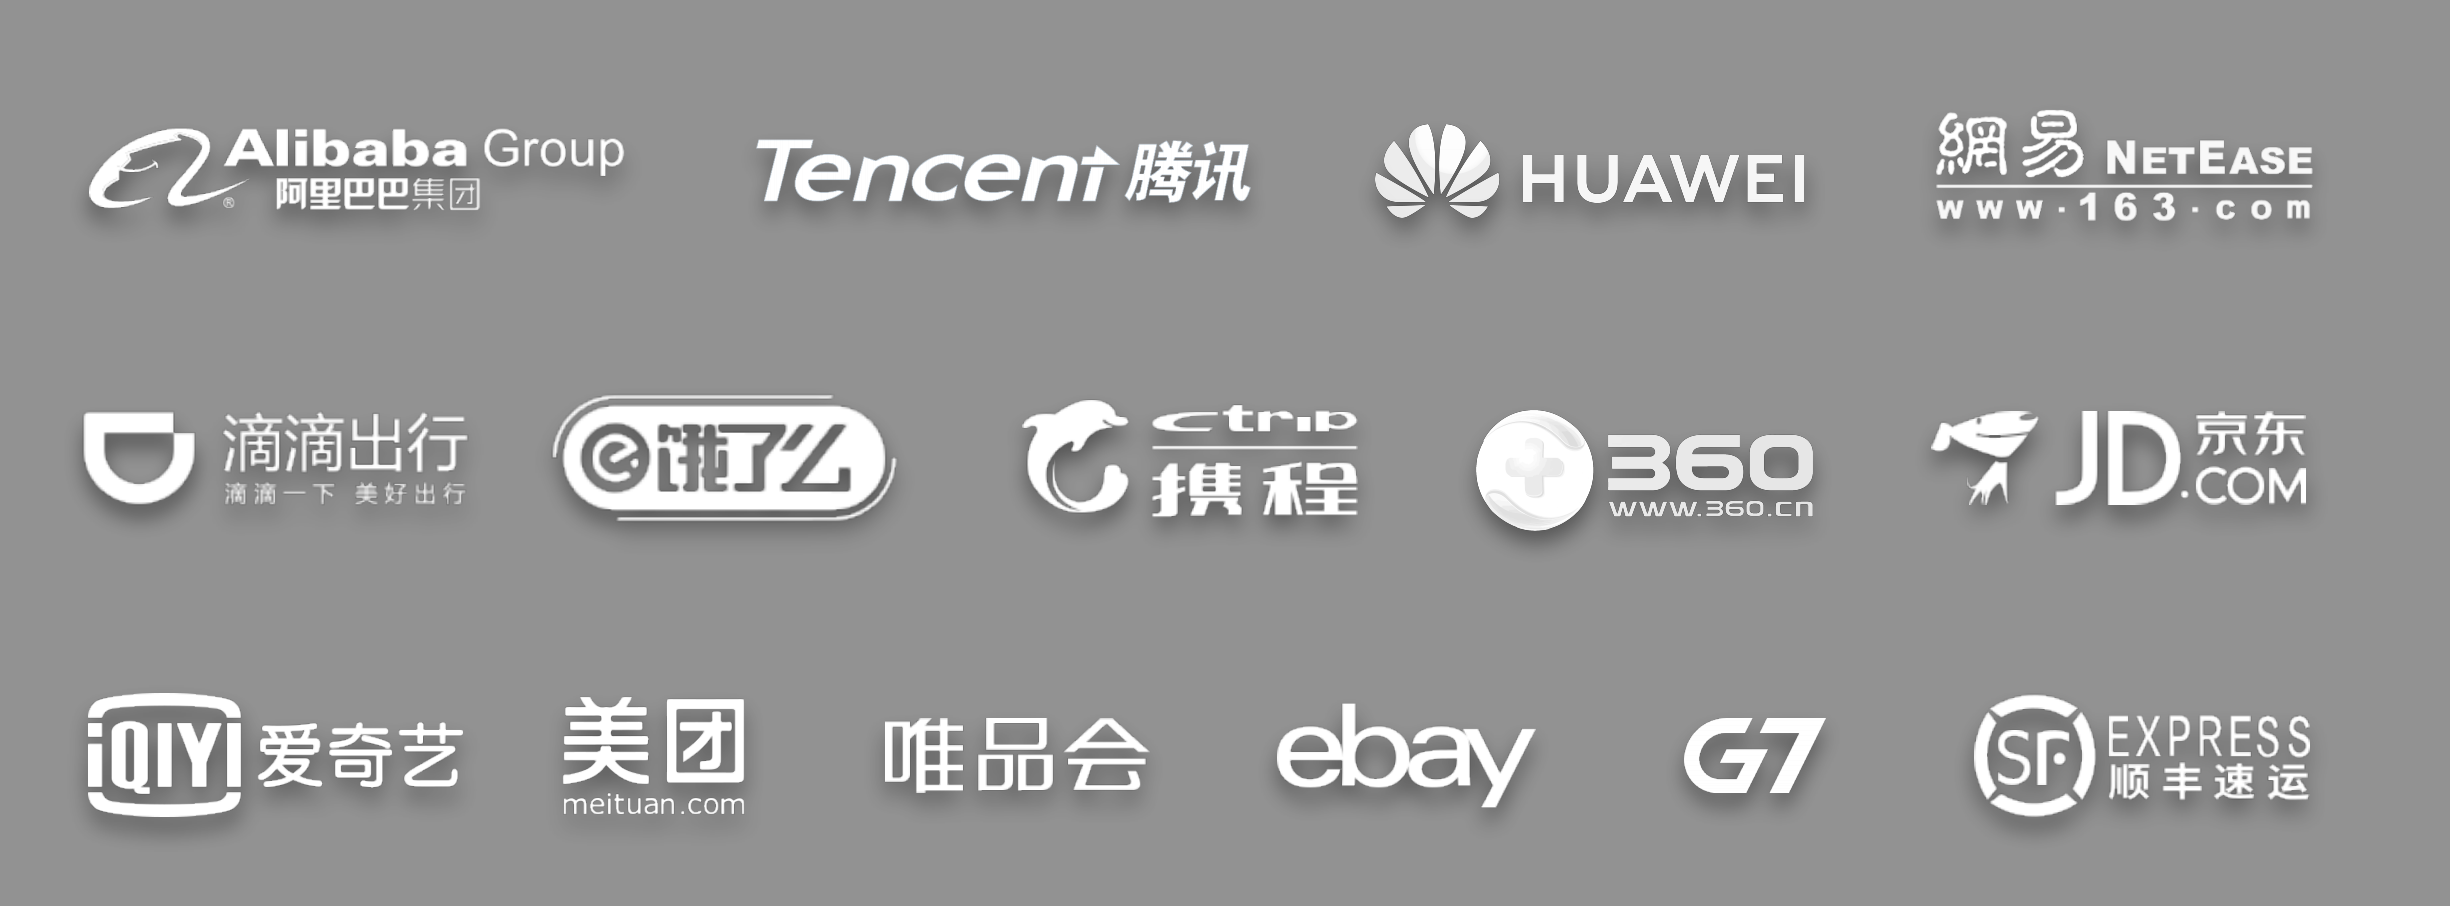 Alibaba Group
阿里巴巴集团
®
Tencent 腾讯
HUAWEI
網易 NETEASE
www.163.com
滴滴出行
滴滴一下 美好出行
e 饿了么
ctrip
携程
360
www.360.cn
JD 京东
.COM
iQIYI 爱奇艺
美团
meituan.com
唯品会
ebay
G7
SF EXPRESS
顺丰速运